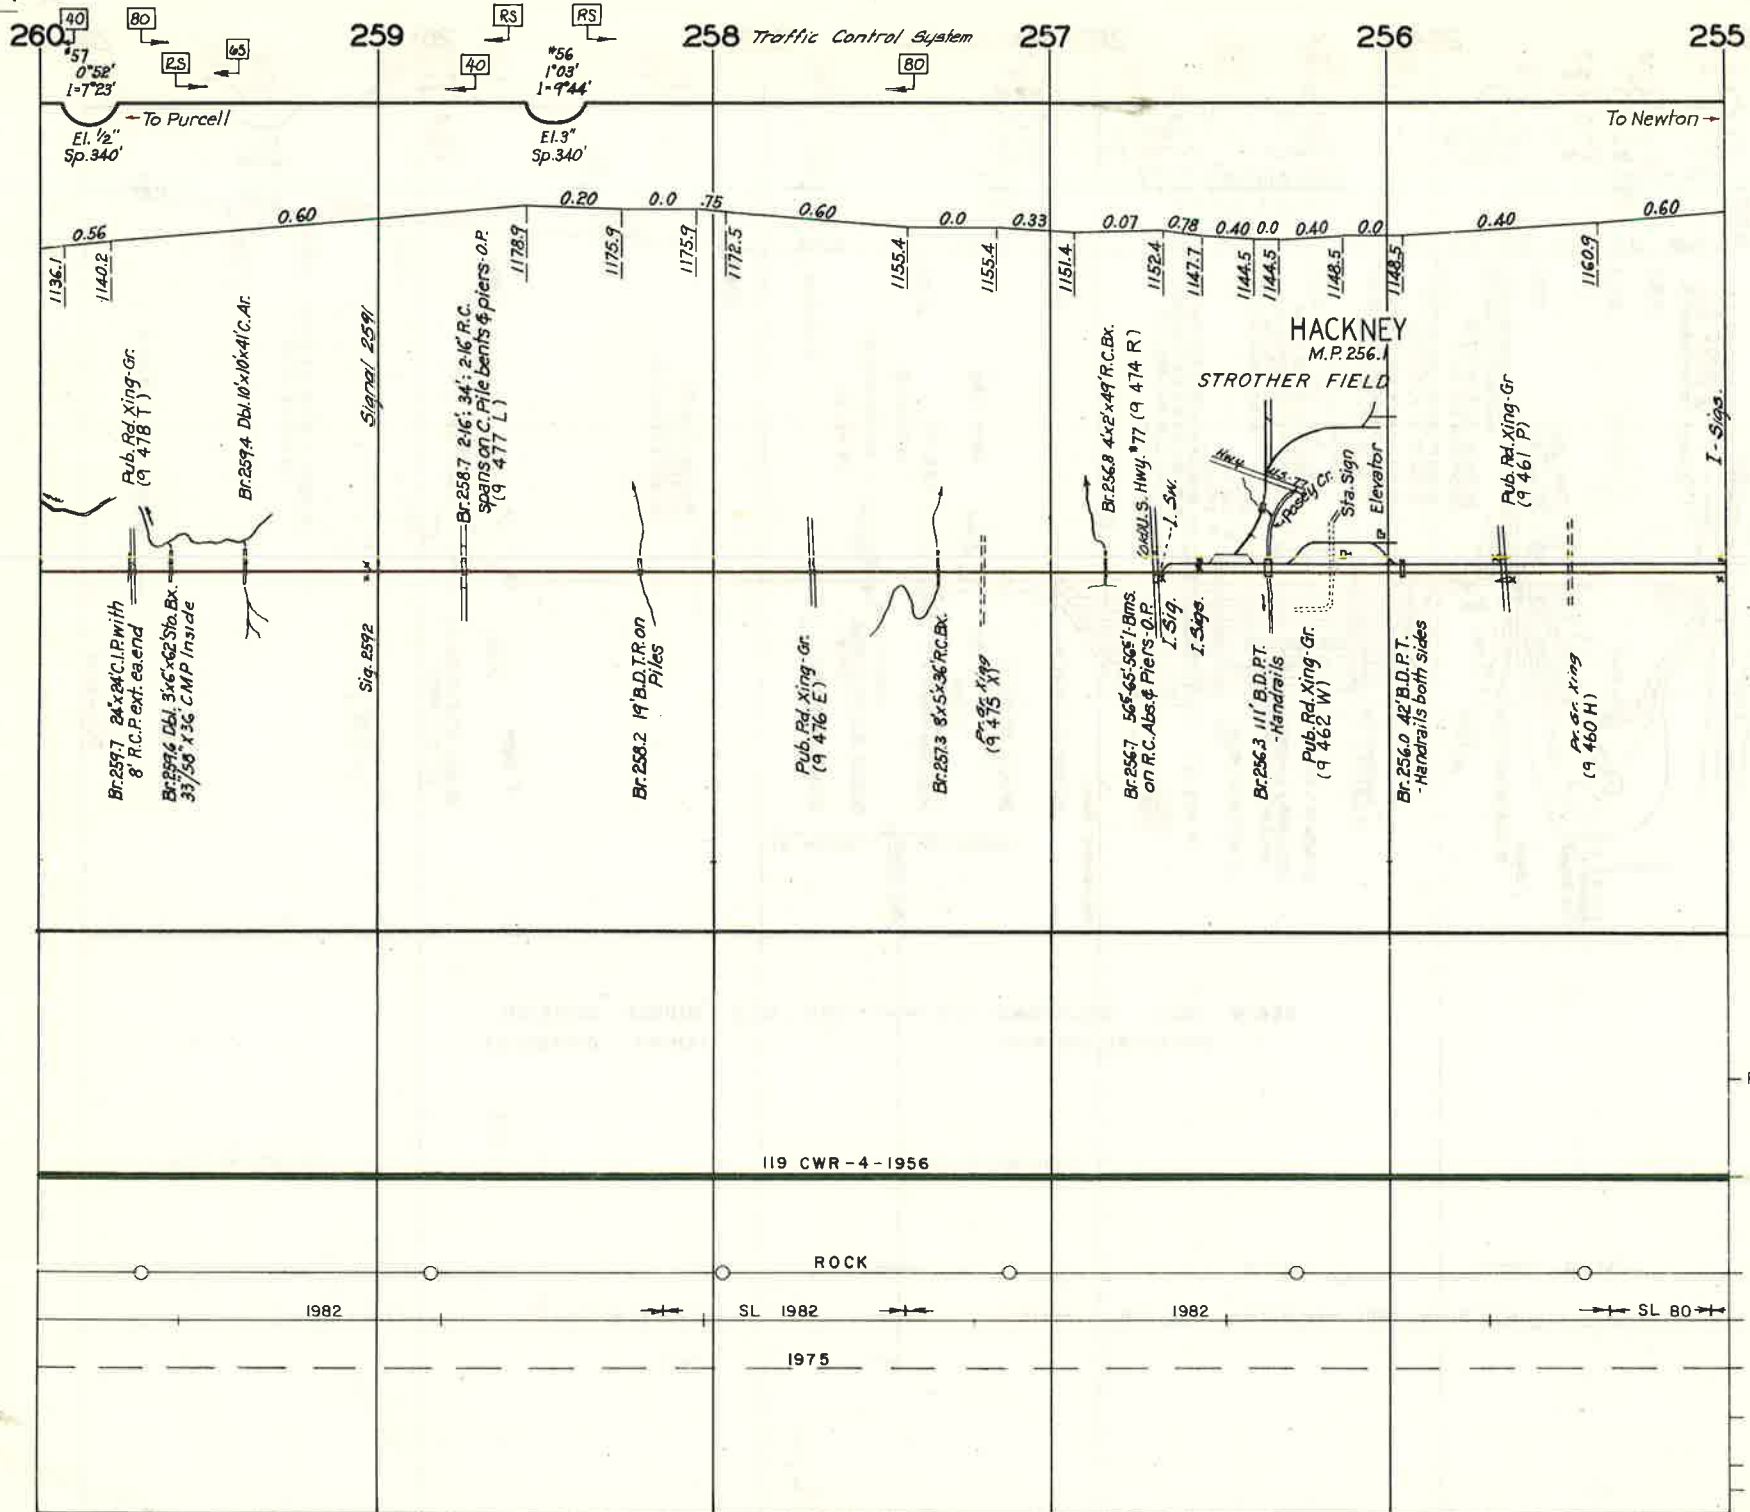 260
259
258
Traffic Control System
257
256
255
40
80
RS
65
RS
RS
40
80
#57
0°52'
I=7°23'
El. 1/2"
Sp.340'
#56
1°03'
I=9°44'
El.3"
Sp.340'
←To Purcell
To Newton→
0.56
0.60
0.20
0.0
.75
0.60
0.0
0.33
0.07
0.78
0.40
0.0
0.40
0.0
0.40
0.60
1136.1
1140.2
1178.9
1175.9
1175.9
1172.5
1155.4
1155.4
1151.4
1152.4
1147.7
1144.5
1144.5
1148.5
1148.5
1160.9
HACKNEY
M.P. 256.1
STROTHER FIELD
Pub. Rd. Xing-Gr.
(9 478 T)
Br.259.4 Dbl.10'x10'x41'C.Ar.
Signal 2591
Br.258.7 2-16'; 34'; 2-16' R.C.
spans on C. Pile bents & piers-O.P.
(9 477 L)
Br.256.8 4'x2'x49'R.C.Bx.
U.S. Hwy. #77 (9 474 R)
I. Sw.
Hwy
U.S. 77
Posey Cr.
Sta. Sign
Elevator
P
P
Pub. Rd. Xing-Gr
(9 461 P)
I-Sigs.
Br.259.7 24"x24'C.I.P. with
8' R.C.P. ext. ea. end
Br.259.6 Dbl. 3'x6'x62' Sto. Bx.
33"/58" x 36 CMP Inside
Sig. 2592
Br.258.2 19' B.D.T.R. on
Piles
Pub. Rd. Xing-Gr.
(9 476 E)
Br.257.3 8'x5'x36'R.C.Bx.
Pr. Gr. Xing
(9 475 X)
Br.256.7 56⁵-65'-56⁵ I-Bms.
on R.C. Abs. & Piers-O.P.
I. Sig.
I. Sigs.
Br.256.3 111' B.D.P.T.
-Handrails
Pub. Rd. Xing-Gr.
(9 462 W)
Br. 256.0 42' B.D.P.T.
-Handrails both sides
Pr. Gr. Xing
(9 460 H)
119 CWR-4-1956
ROCK
1982
SL 1982
1982
SL 80
1975